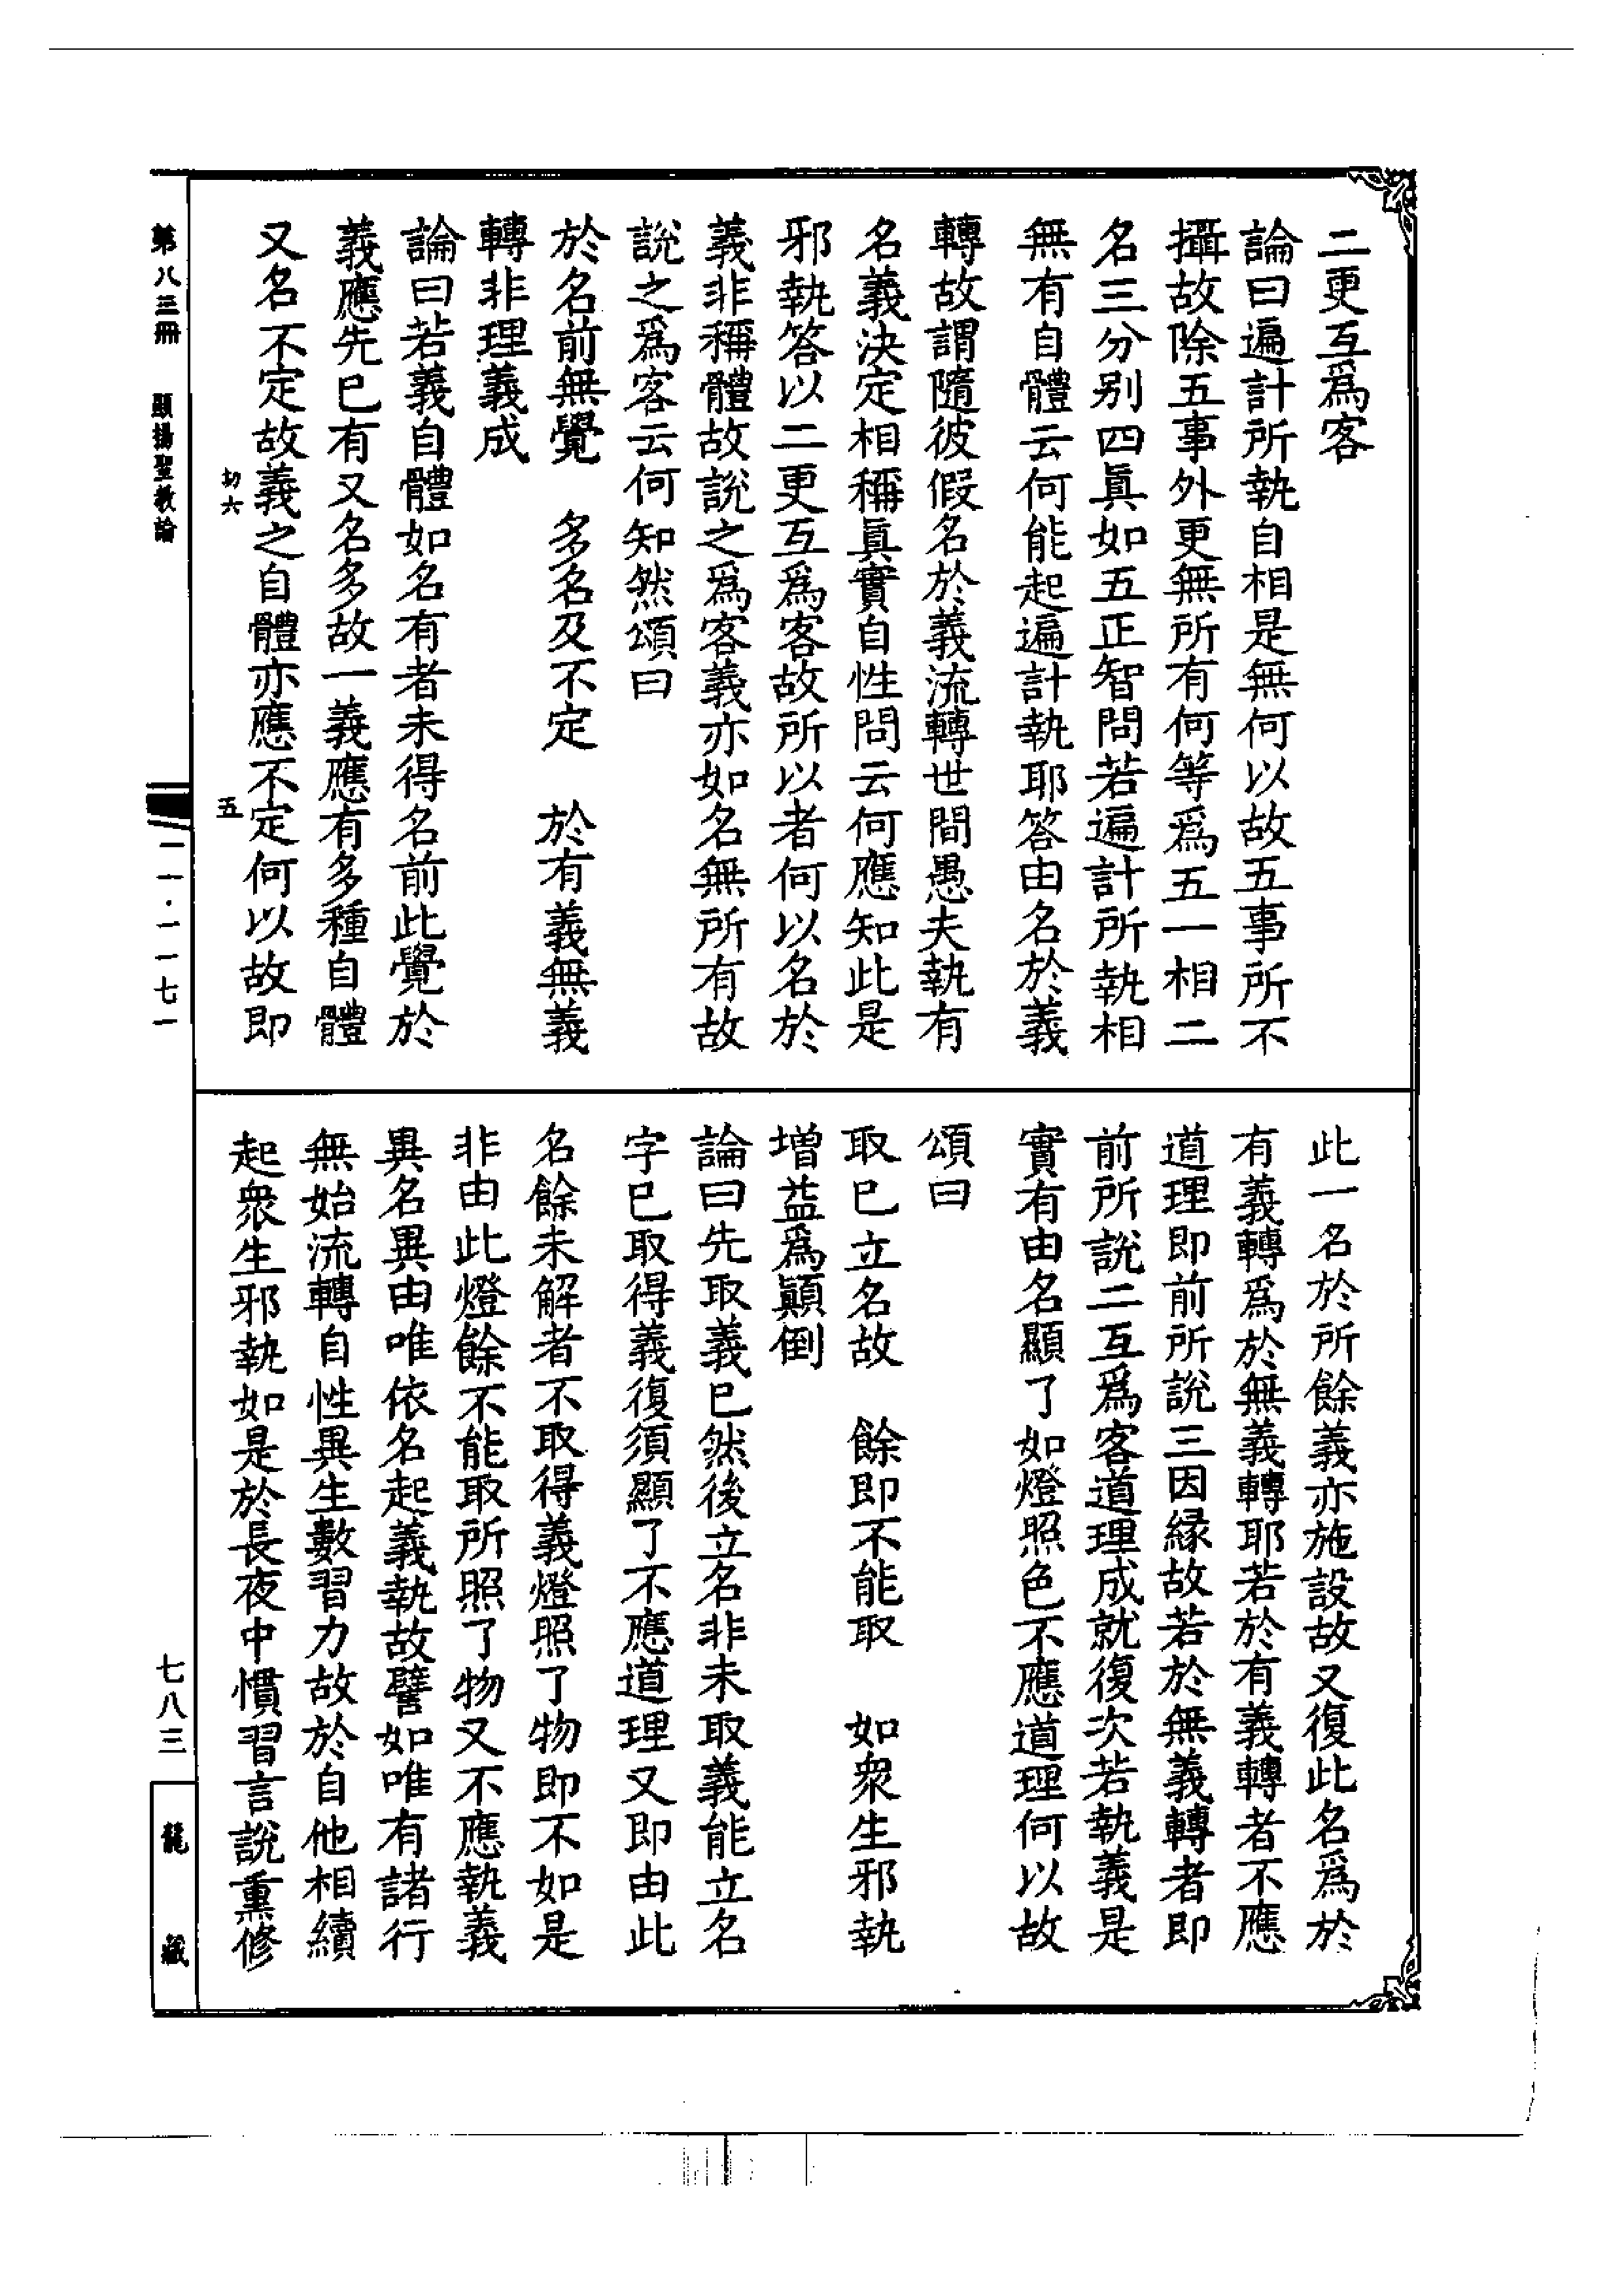 二更互爲客
論曰遍計所執自相是無何以故五事所不
攝故除五事外更無所有何等爲五一相二
名三分别四眞如五正智問若遍計所執相
無有自體云何能起遍計執耶答由名於義
轉故謂隨彼假名於義流轉世間愚夫執有
名義決定相稱眞實自性問云何應知此是
邪執答以二更互爲客故所以者何以名於
義非稱體故說之爲客義亦如名無所有故
說之爲客云何知然頌曰
於名前無覺　多名及不定　於有義無義
轉非理義成
論曰若義自體如名有者未得名前此覺於
義應先已有又名多故一義應有多種自體
又名不定故義之自體亦應不定何以故即
此一名於所餘義亦施設故又復此名爲於
有義轉爲於無義轉耶若於有義轉者不應
道理即前所說三因緣故若於無義轉者即
前所說二互爲客道理成就復次若執義是
實有由名顯了如燈照色不應道理何以故
頌曰
取已立名故　餘即不能取　如眾生邪執
增益爲顚倒
論曰先取義已然後立名非未取義能立名
字已取得義復須顯了不應道理又即由此
名餘未解者不取得義燈照了物即不如是
非由此燈餘不能取所照了物又不應執義
異名異由唯依名起義執故譬如唯有諸行
無始流轉自性異生數習力故於自他相續
起眾生邪執如是於長夜中慣習言說熏修
切六
五
第八三冊　顯揚聖教論
二一·一一七一
七八三
龍藏